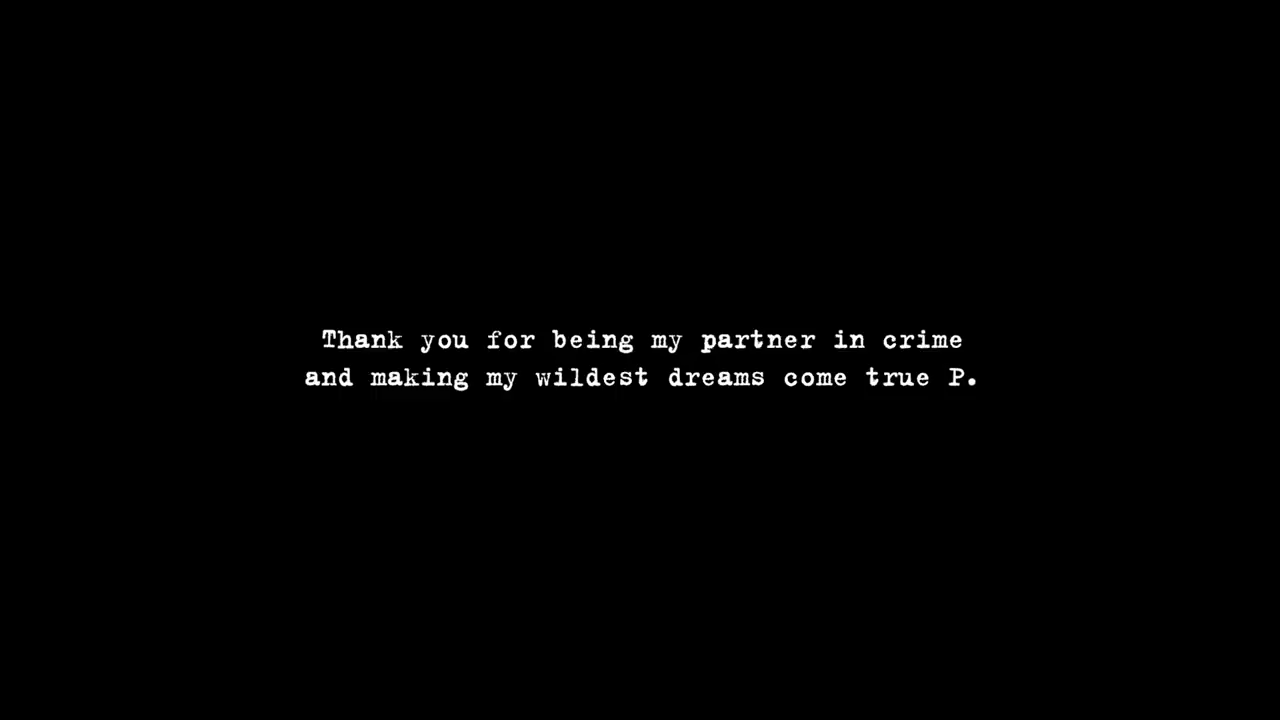 Thank you for being my partner in crime
and making my wildest dreams come true P.